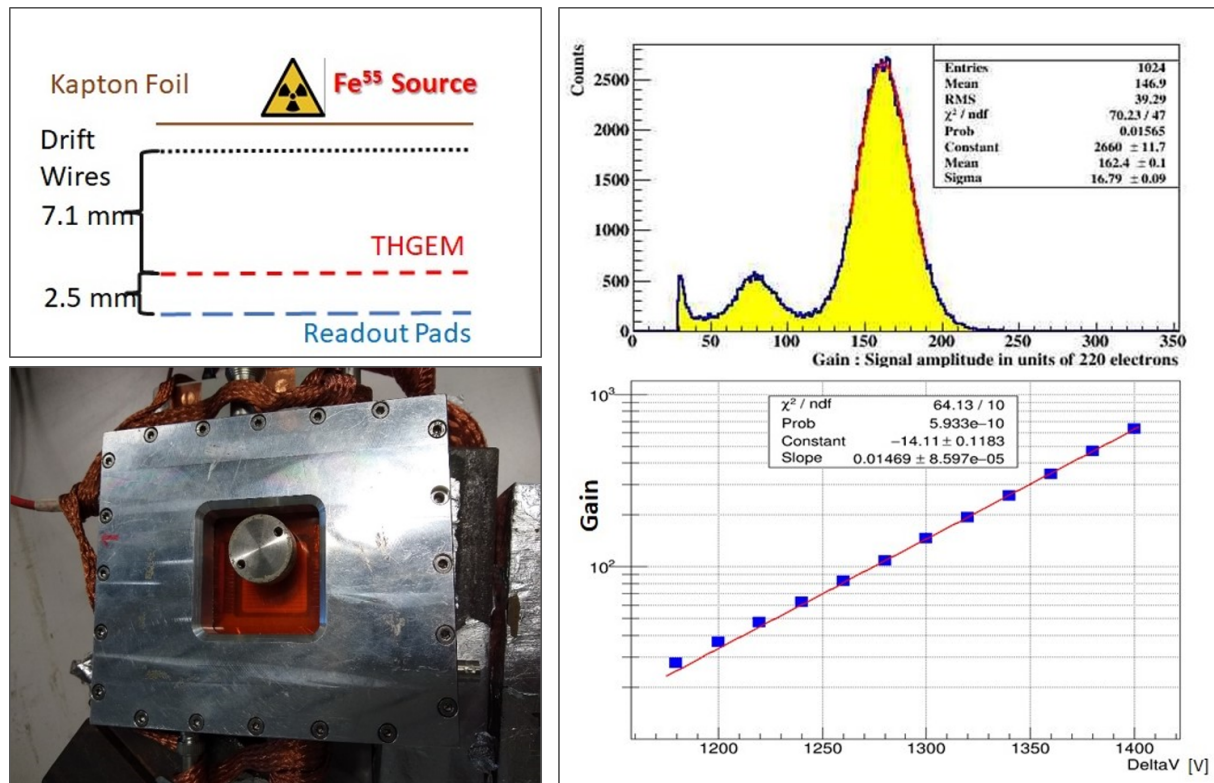 Kapton Foil
Fe55 Source
Drift
Wires
7.1 mm
THGEM
2.5 mm
Readout Pads
Counts
2500
2000
1500
1000
500
0
0 50 100 150 200 250 300 350
Gain : Signal amplitude in units of 220 electrons
Entries 1024
Mean 146.9
RMS 39.29
χ² / ndf 70.23 / 47
Prob 0.01565
Constant 2660 ± 11.7
Mean 162.4 ± 0.1
Sigma 16.79 ± 0.09
Gain
10³
10²
χ² / ndf 64.13 / 10
Prob 5.933e−10
Constant −14.11 ± 0.1183
Slope 0.01469 ± 8.597e−05
1200 1250 1300 1350 1400
DeltaV [V]